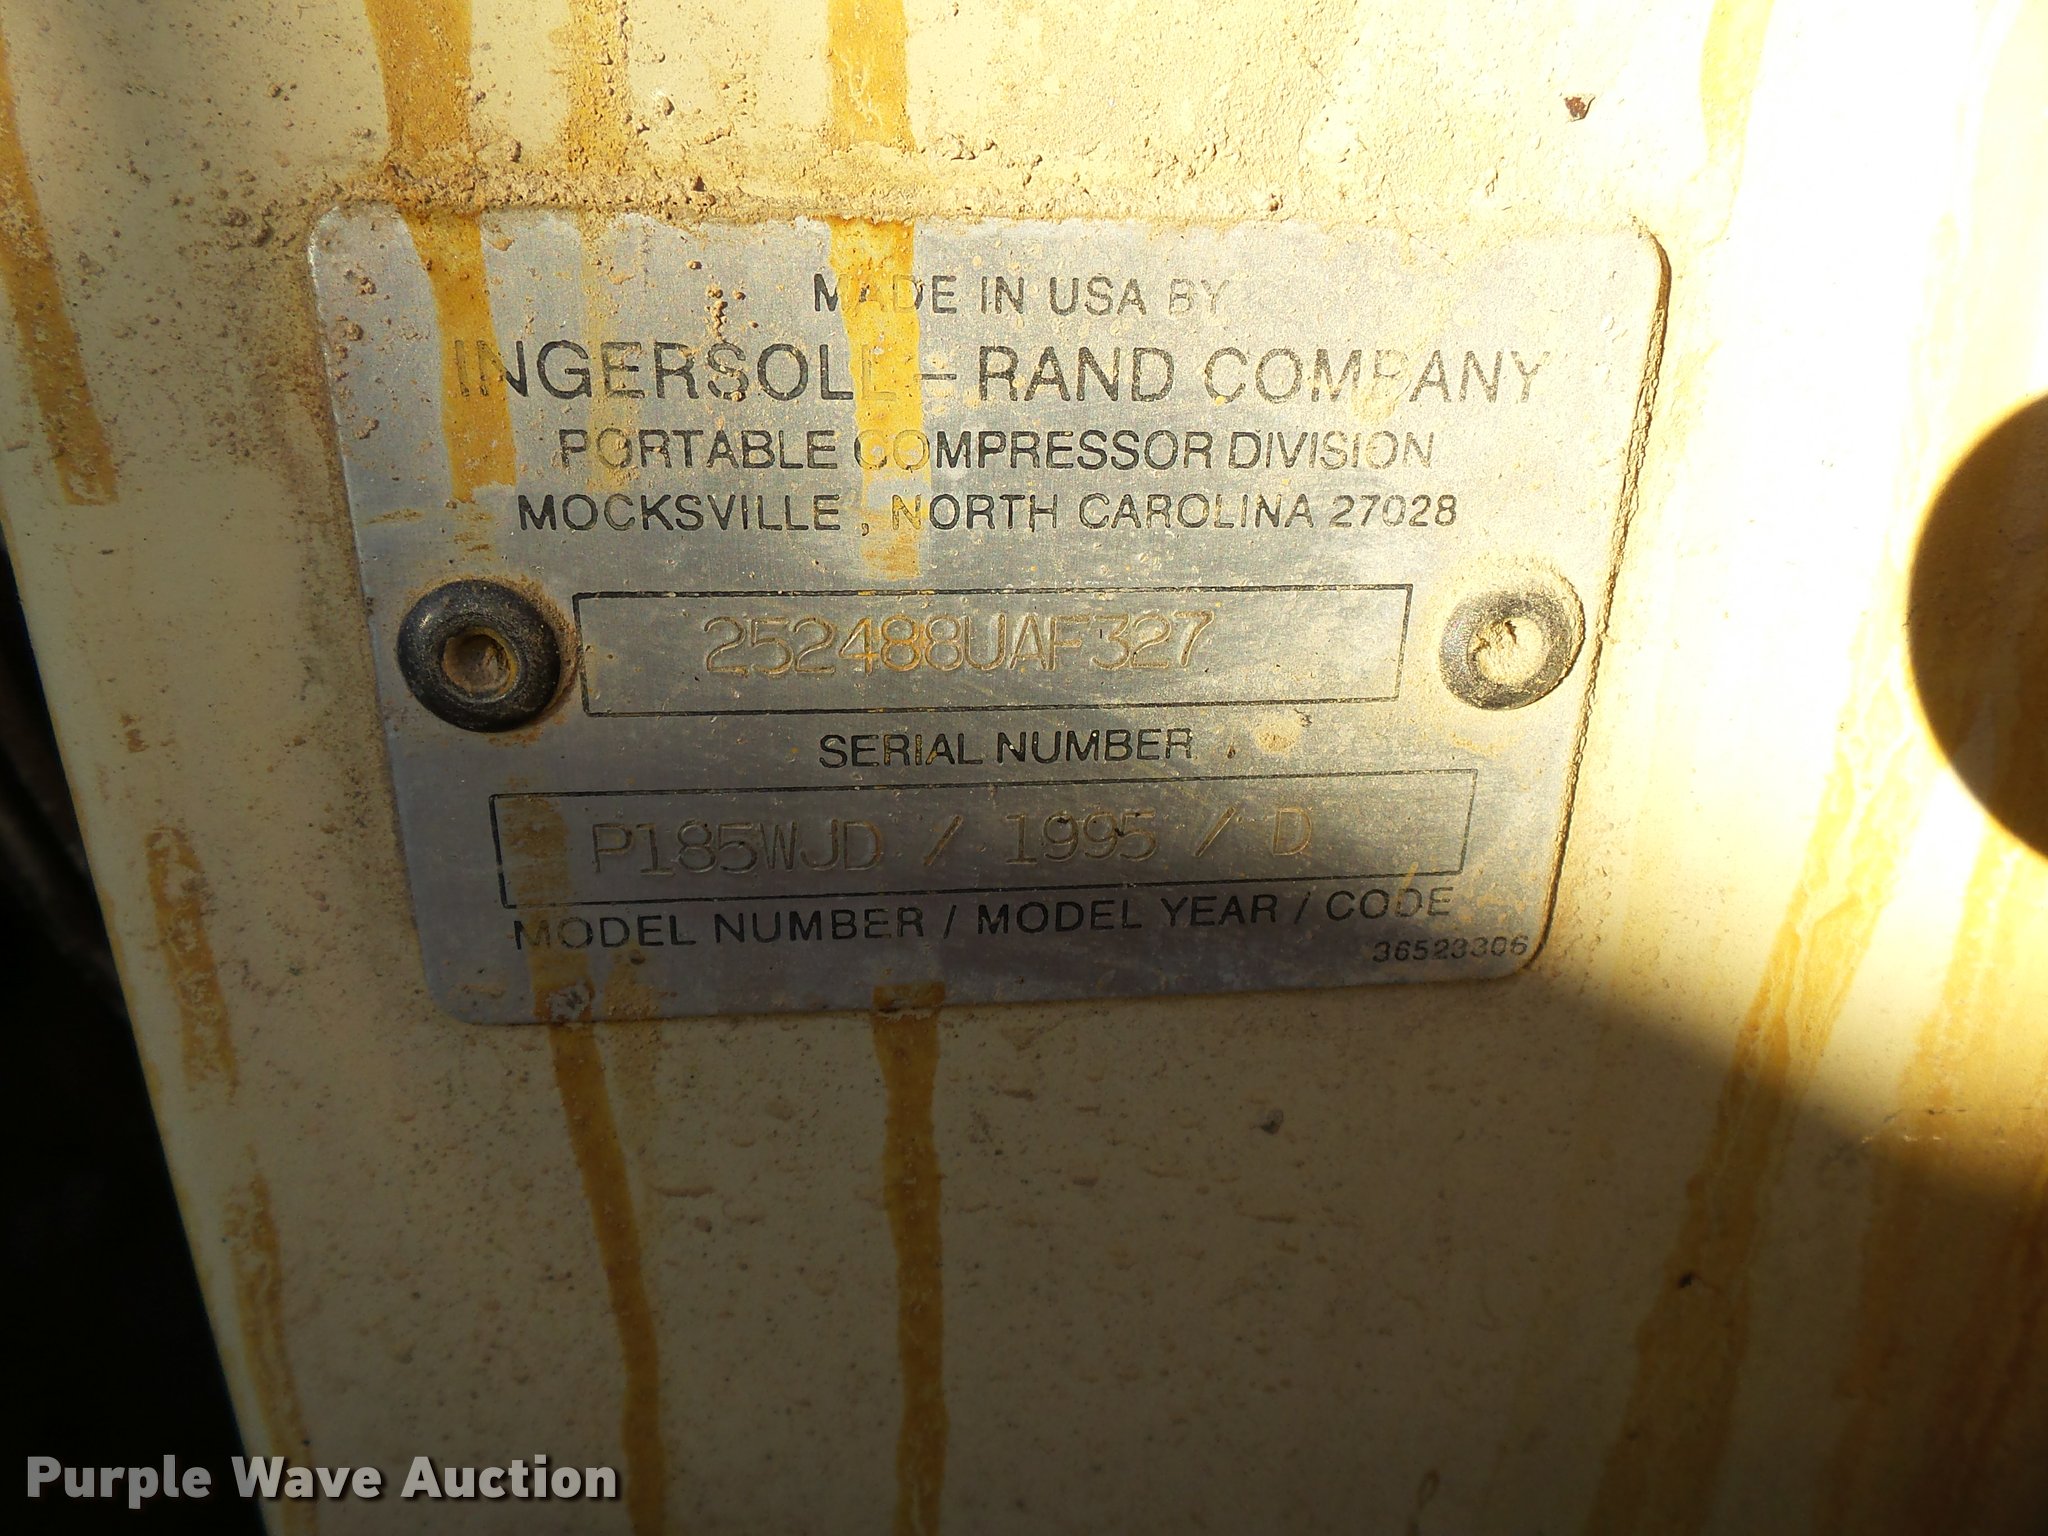 MADE IN USA BY
INGERSOLL-RAND COMPANY
PORTABLE COMPRESSOR DIVISION
MOCKSVILLE, NORTH CAROLINA 27028
252488UAF327
SERIAL NUMBER
P185WJD / 1995 / D
MODEL NUMBER / MODEL YEAR / CODE
36523306
Purple Wave Auction